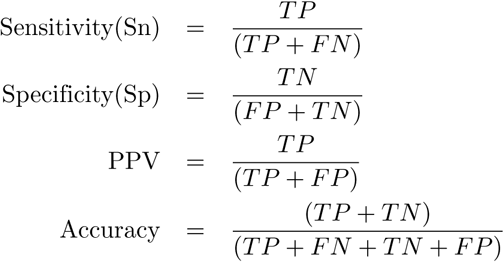 Sensitivity(Sn) = TP / (TP + FN)
Specificity(Sp) = TN / (FP + TN)
PPV = TP / (TP + FP)
Accuracy = (TP + TN) / (TP + FN + TN + FP)